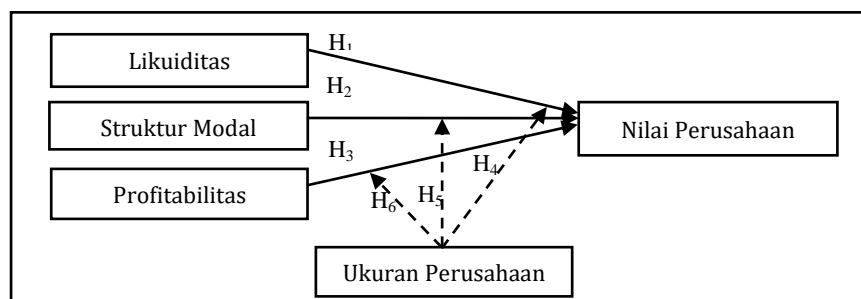 H₁
Likuiditas
H₂
Struktur Modal
Nilai Perusahaan
H₃
H₄
Profitabilitas
H₅
H₆
Ukuran Perusahaan